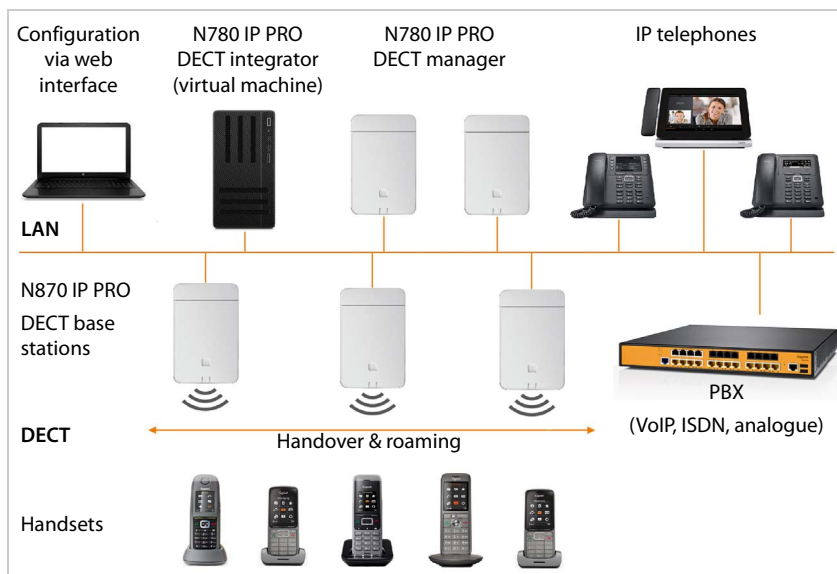 Configuration
via web
interface
N780 IP PRO
DECT integrator
(virtual machine)
N780 IP PRO
DECT manager
IP telephones
LAN
N870 IP PRO
DECT base
stations
PBX
(VoIP, ISDN, analogue)
DECT
Handover & roaming
Handsets